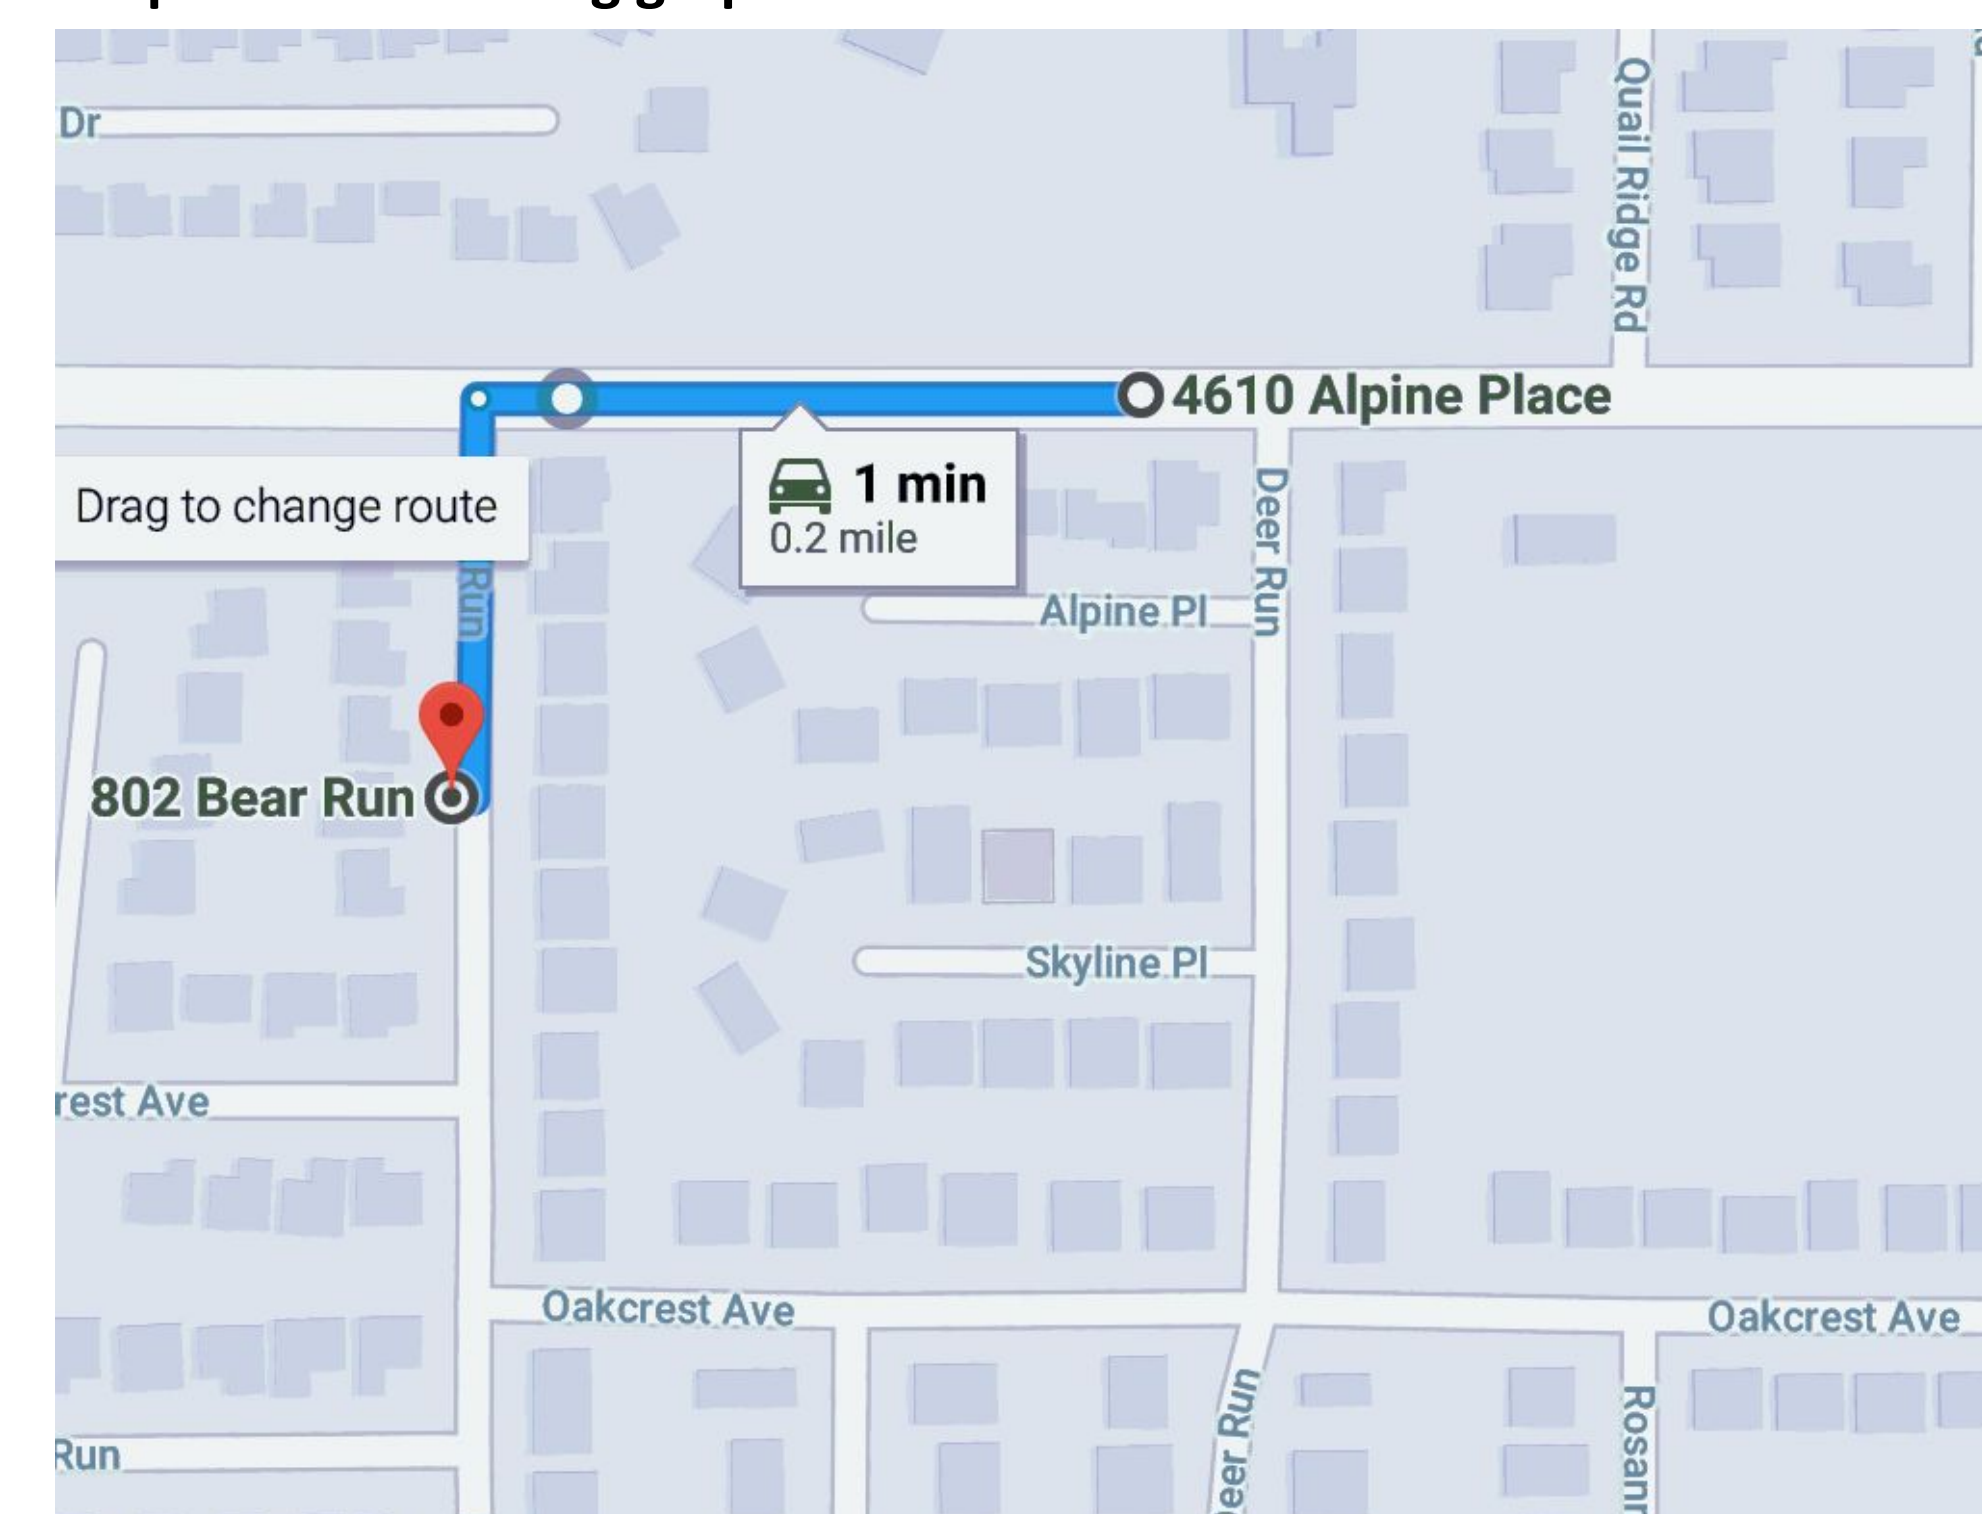 Dr
Quail Ridge Rd
4610 Alpine Place
1 min
0.2 mile
Drag to change route
Deer Run
Run
Alpine Pl
802 Bear Run
Skyline Pl
rest Ave
Oakcrest Ave
Oakcrest Ave
Run
eer Run
Rosann